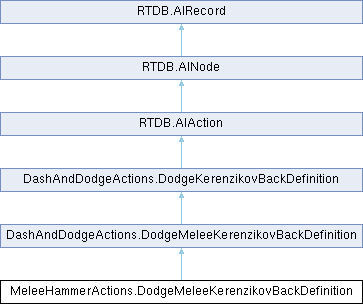 RTDB.AIRecord
RTDB.AINode
RTDB.AIAction
DashAndDodgeActions.DodgeKerenzikovBackDefinition
DashAndDodgeActions.DodgeMeleeKerenzikovBackDefinition
MeleeHammerActions.DodgeMeleeKerenzikovBackDefinition